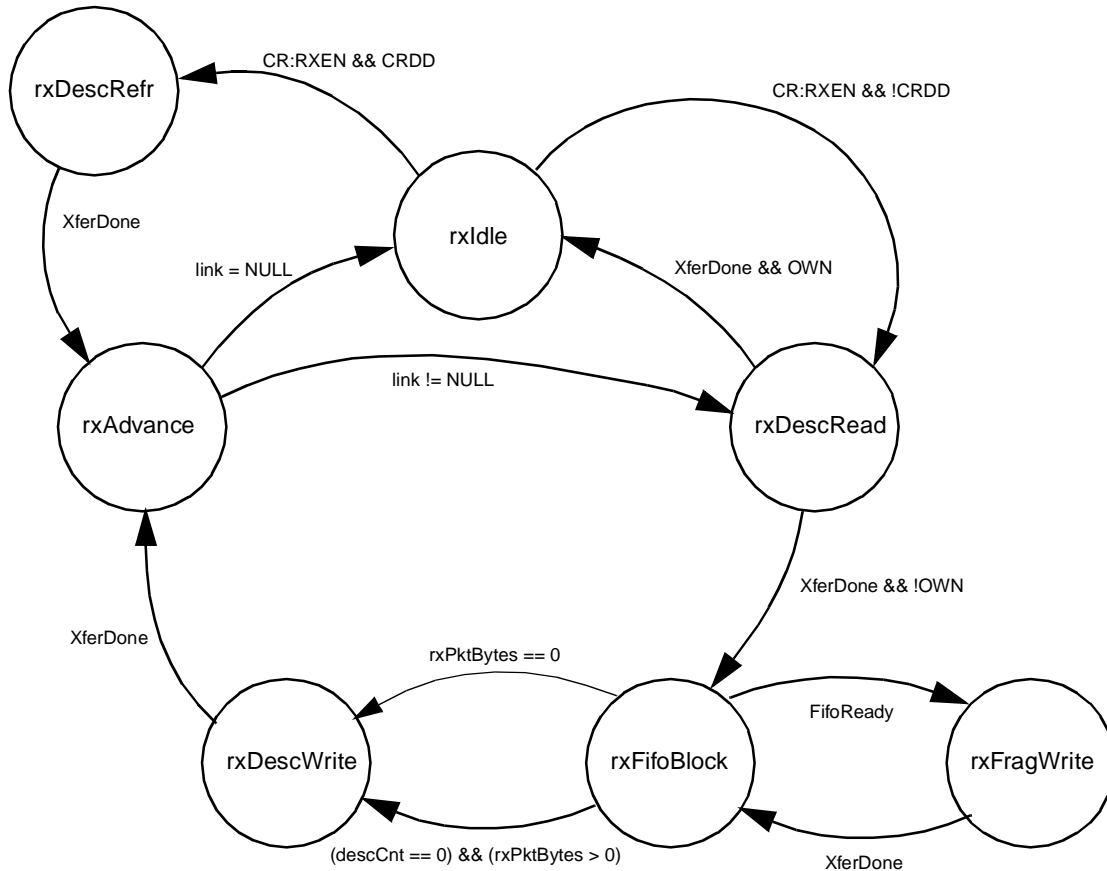 CR:RXEN && CRDD
rxDescRefr
CR:RXEN && !CRDD
XferDone
rxIdle
link = NULL
XferDone && OWN
link != NULL
rxAdvance
rxDescRead
XferDone && !OWN
XferDone
rxPktBytes == 0
FifoReady
rxDescWrite
rxFifoBlock
rxFragWrite
(descCnt == 0) && (rxPktBytes > 0)
XferDone